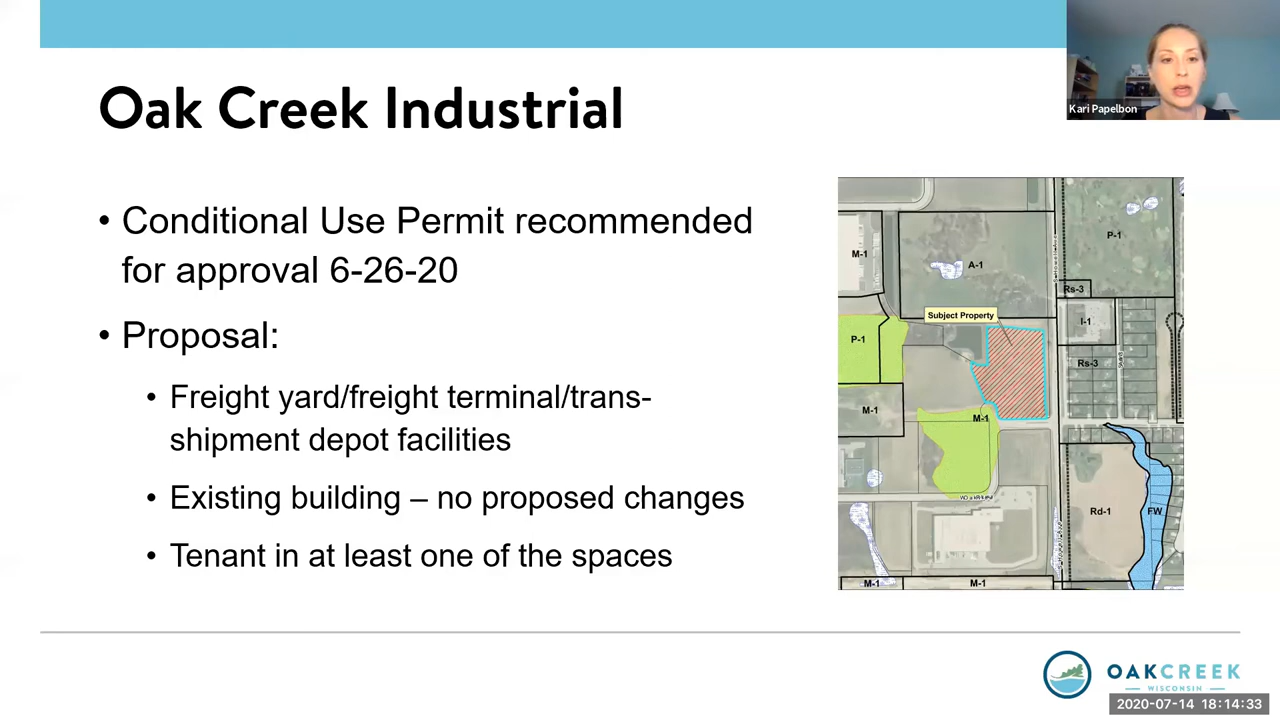 Kari Papelbon
Oak Creek Industrial
• Conditional Use Permit recommended
for approval 6-26-20
• Proposal:
• Freight yard/freight terminal/trans-
shipment depot facilities
• Existing building – no proposed changes
• Tenant in at least one of the spaces
P-1
M-1
A-1
Rs-3
Subject Property
I-1
P-1
Rs-3
M-1
M-1
Rd-1
FW
M-1
M-1
OAKCREEK
WISCONSIN
2020-07-14 18:14:33